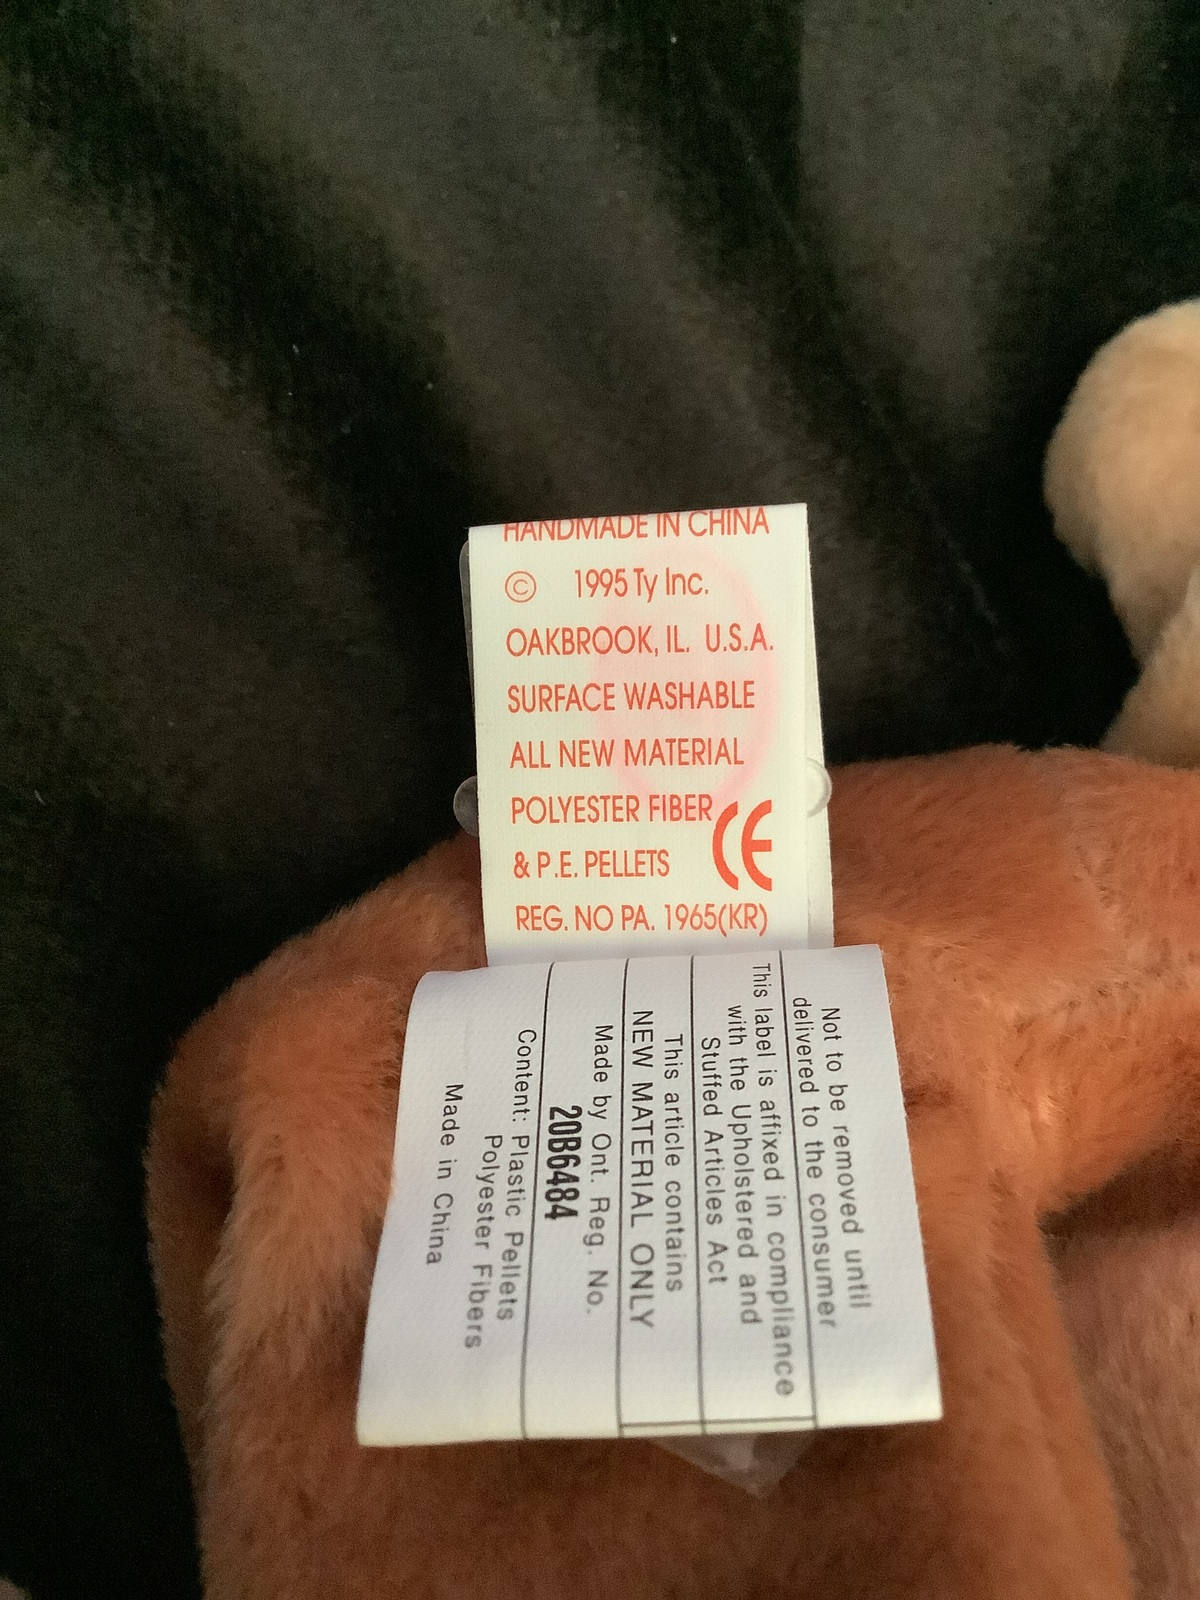 HANDMADE IN CHINA
© 1995 Ty Inc.
OAKBROOK, IL. U.S.A.
SURFACE WASHABLE
ALL NEW MATERIAL
POLYESTER FIBER
& P.E. PELLETS
CE
REG. NO PA. 1965(KR)
Not to be removed until
delivered to the consumer
This label is affixed in compliance
with the Upholstered and
Stuffed Articles Act
This article contains
NEW MATERIAL ONLY
Made by Ont. Reg. No.
20B6484
Content: Plastic Pellets
Polyester Fibers
Made in China